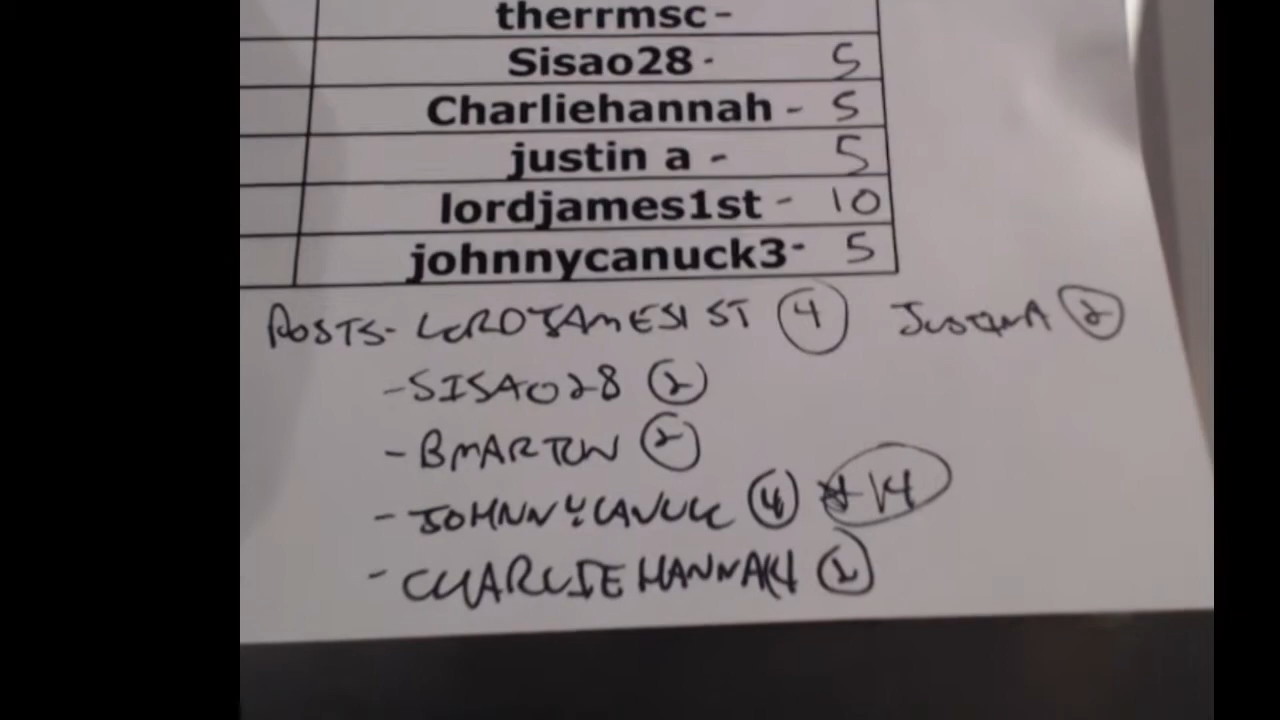 therrmsc-
Sisao28 - 5
Charliehannah - 5
justin a - 5
lordjames1st - 10
johnnycanuck3- 5
POSTS- LORDJAMES1ST 4 JUSTINA 2
-SISAO28 2
- BMARTON 2
- JOHNNYCANUCK 4 * 14
- CHARLIEHANNAH 2